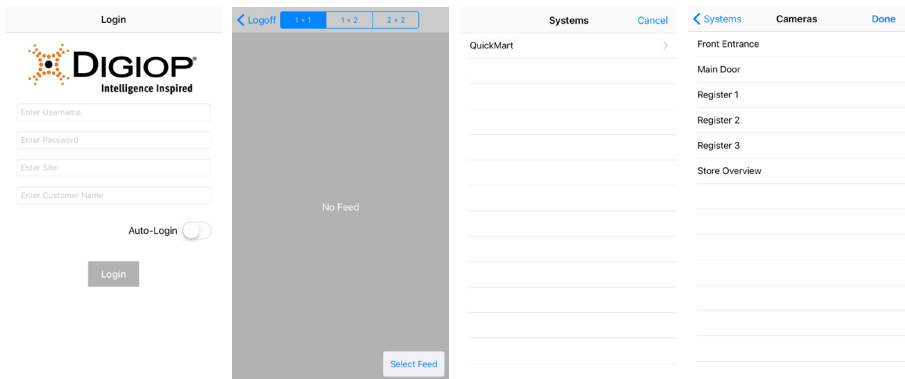 Login
DIGIOP®
Intelligence Inspired
Enter Username
Enter Password
Enter Site
Enter Customer Name
Auto-Login
Login
Logoff 1 × 1 1 × 2 2 × 2
No Feed
Select Feed
Systems Cancel
QuickMart
Systems Cameras Done
Front Entrance
Main Door
Register 1
Register 2
Register 3
Store Overview